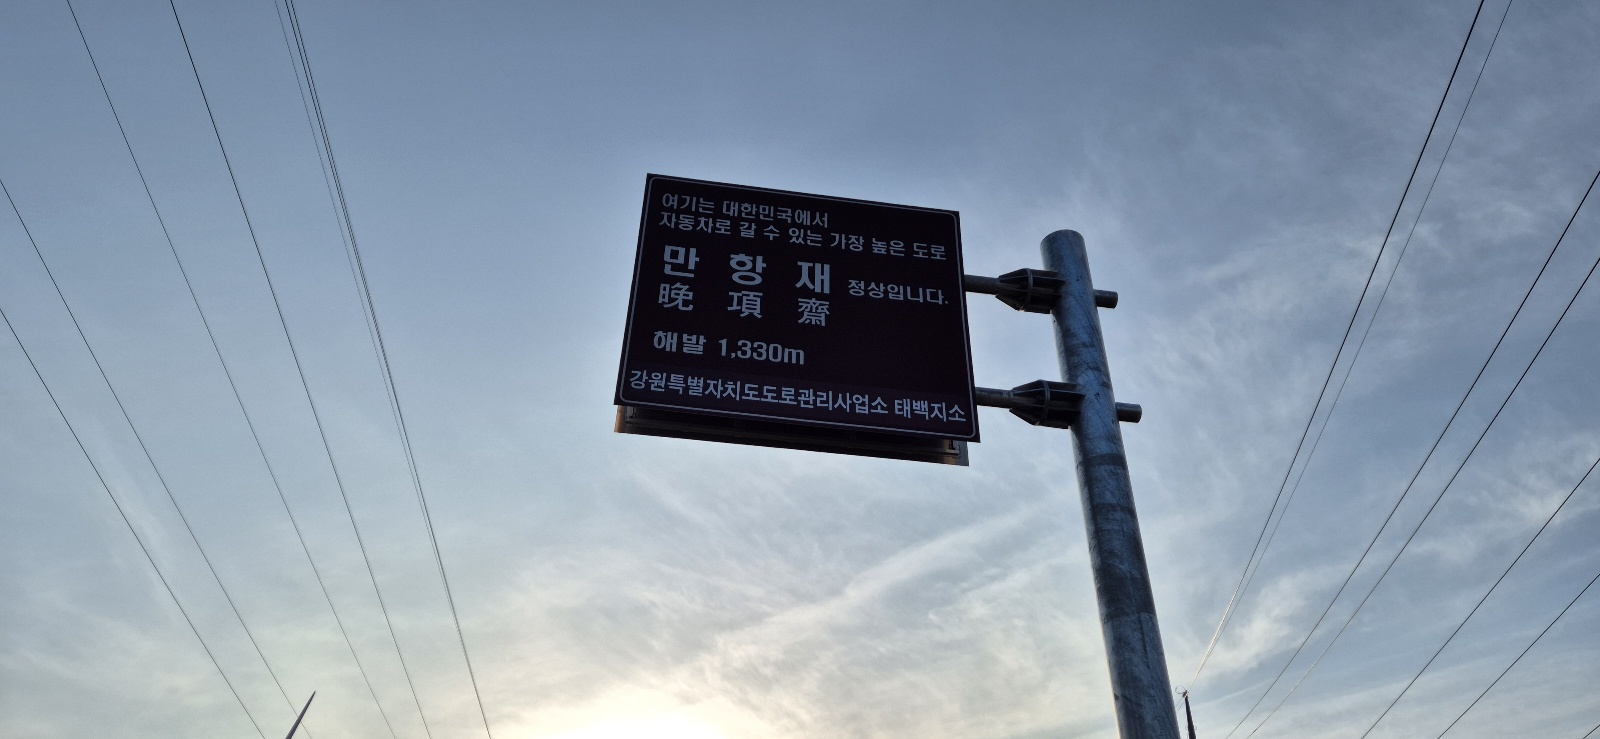 여기는 대한민국에서
자동차로 갈 수 있는 가장 높은 도로
만 항 재 정상입니다.
晩 項 齋
해발 1,330m
강원특별자치도도로관리사업소 태백지소